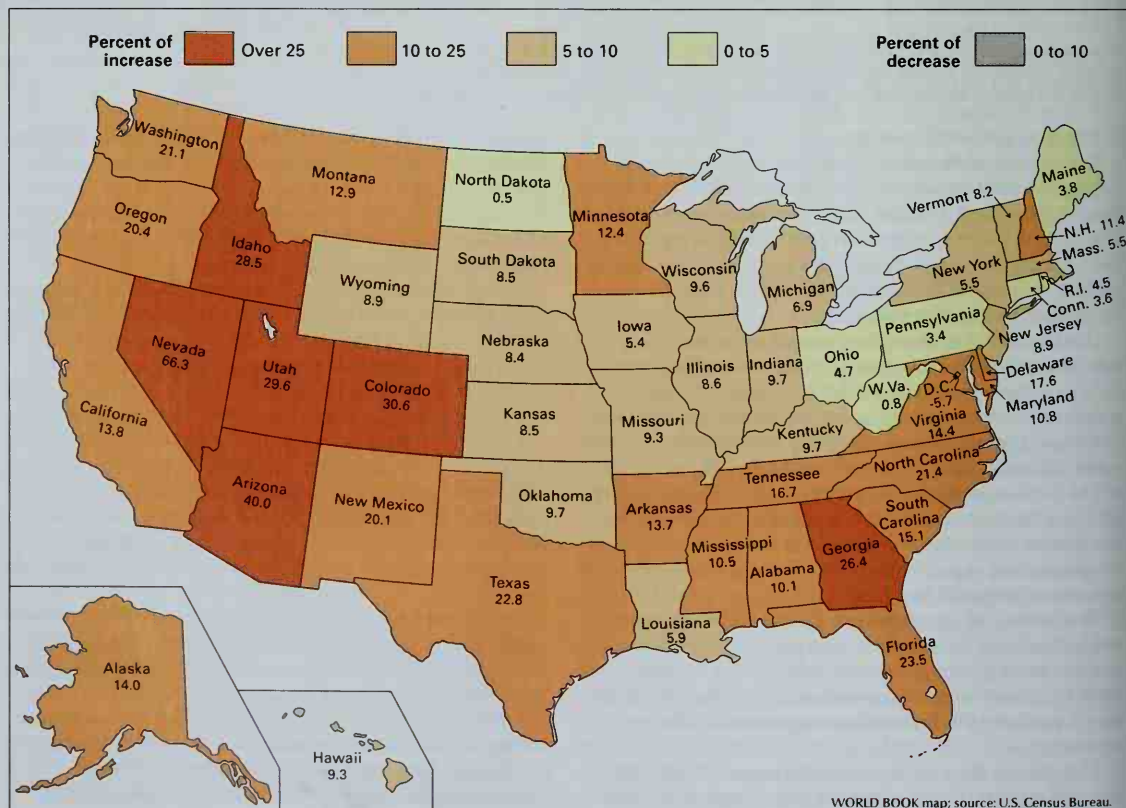 Percent of
increase
Over 25
10 to 25
5 to 10
0 to 5
Percent of
decrease
0 to 10
Washington
21.1
Montana
12.9
North Dakota
0.5
Minnesota
12.4
Maine
3.8
Vermont 8.2
N.H. 11.4
Mass. 5.5
R.I. 4.5
Conn. 3.6
Oregon
20.4
Idaho
28.5
Wyoming
8.9
South Dakota
8.5
Wisconsin
9.6
Michigan
6.9
New York
5.5
Pennsylvania
3.4
New Jersey
8.9
Delaware
17.6
Maryland
10.8
D.C.
-5.7
Nevada
66.3
Utah
29.6
Colorado
30.6
Nebraska
8.4
Iowa
5.4
Illinois
8.6
Indiana
9.7
Ohio
4.7
W.Va.
0.8
Virginia
14.4
California
13.8
Kansas
8.5
Missouri
9.3
Kentucky
9.7
Arizona
40.0
New Mexico
20.1
Oklahoma
9.7
Arkansas
13.7
Tennessee
16.7
North Carolina
21.4
South
Carolina
15.1
Texas
22.8
Louisiana
5.9
Mississippi
10.5
Alabama
10.1
Georgia
26.4
Florida
23.5
Alaska
14.0
Hawaii
9.3
WORLD BOOK map; source: U.S. Census Bureau.